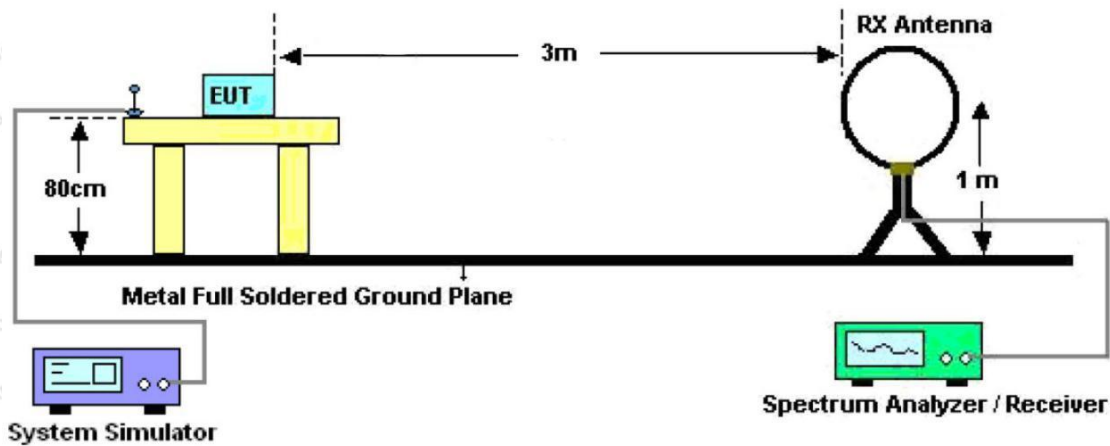 RX Antenna
3m
EUT
80cm
1 m
Metal Full Soldered Ground Plane
System Simulator
Spectrum Analyzer / Receiver